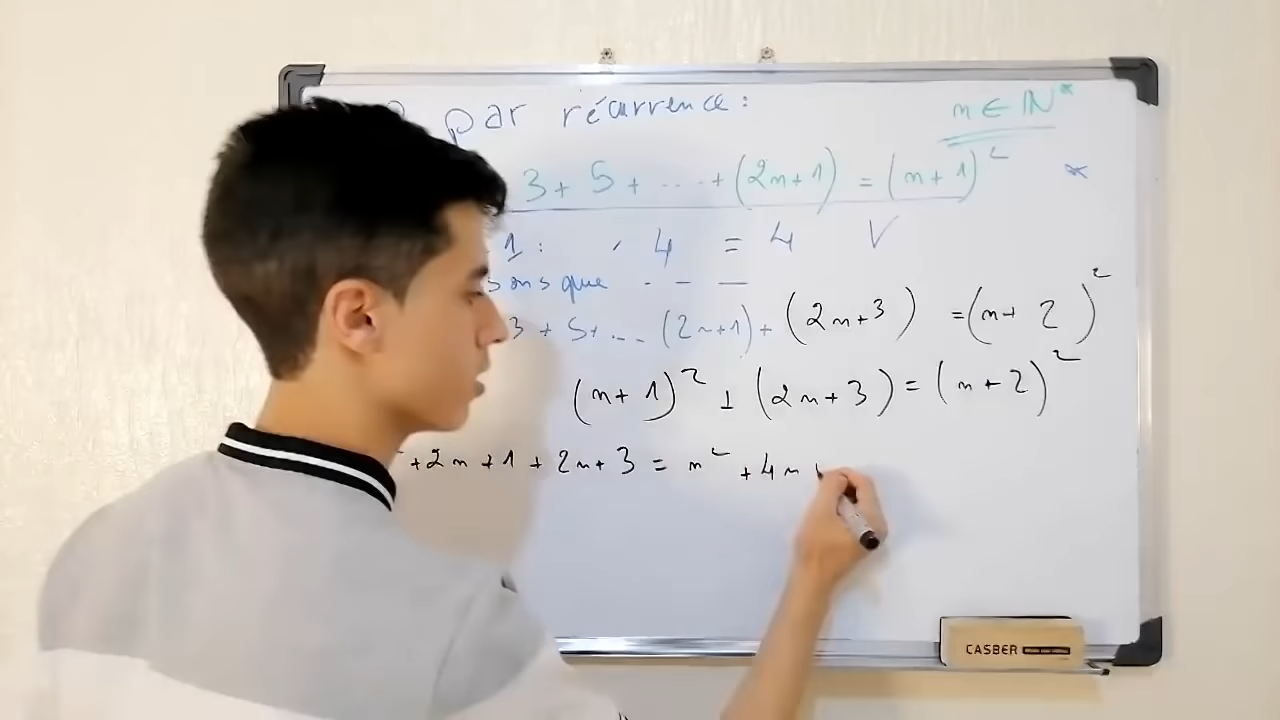 par récurrence :
n ∈ ℕ*
3 + 5 + .... + (2n+1) = (n+1)² *
1 : 4 = 4 V
sons que - - —
3 + 5 + ... (2n+1) + (2n+3) = (n+2)²
(n+1)² + (2n+3) = (n+2)²
+2n+1+2n+3 = n² +4n
CASBER